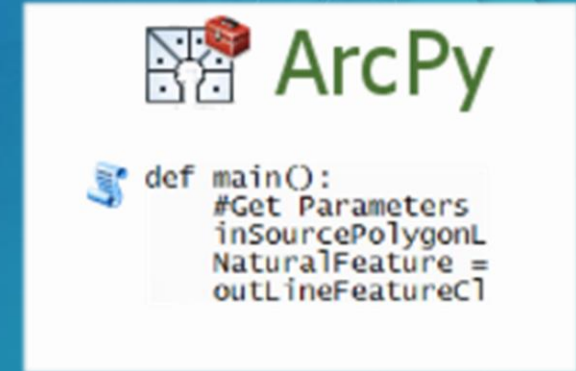 ArcPy
def main():
#Get Parameters
inSourcePolygonL
NaturalFeature =
outLineFeatureCl